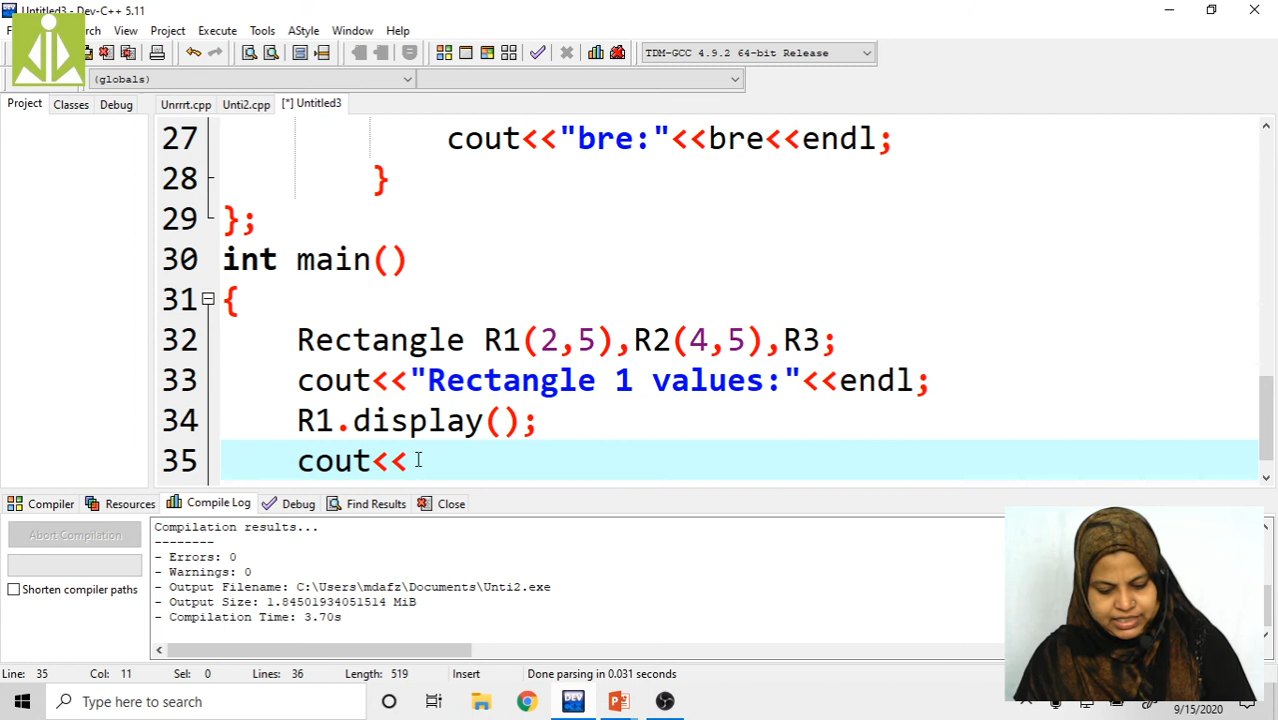 Untitled3 - Dev-C++ 5.11
View Project Execute Tools AStyle Window Help
TDM-GCC 4.9.2 64-bit Release
(globals)
Project Classes Debug Unrrrt.cpp Unti2.cpp [*] Untitled3
27 cout<<"bre:"<<bre<<endl;
28 }
29 };
30 int main()
31 {
32 Rectangle R1(2,5),R2(4,5),R3;
33 cout<<"Rectangle 1 values:"<<endl;
34 R1.display();
35 cout<<
Compiler Resources Compile Log Debug Find Results Close
Abort Compilation
Shorten compiler paths
Compilation results...
--------
- Errors: 0
- Warnings: 0
- Output Filename: C:\Users\mdafz\Documents\Unti2.exe
- Output Size: 1.84501934051514 MiB
- Compilation Time: 3.70s
Line: 35 Col: 11 Sel: 0 Lines: 36 Length: 519 Insert Done parsing in 0.031 seconds
Type here to search
9/15/2020